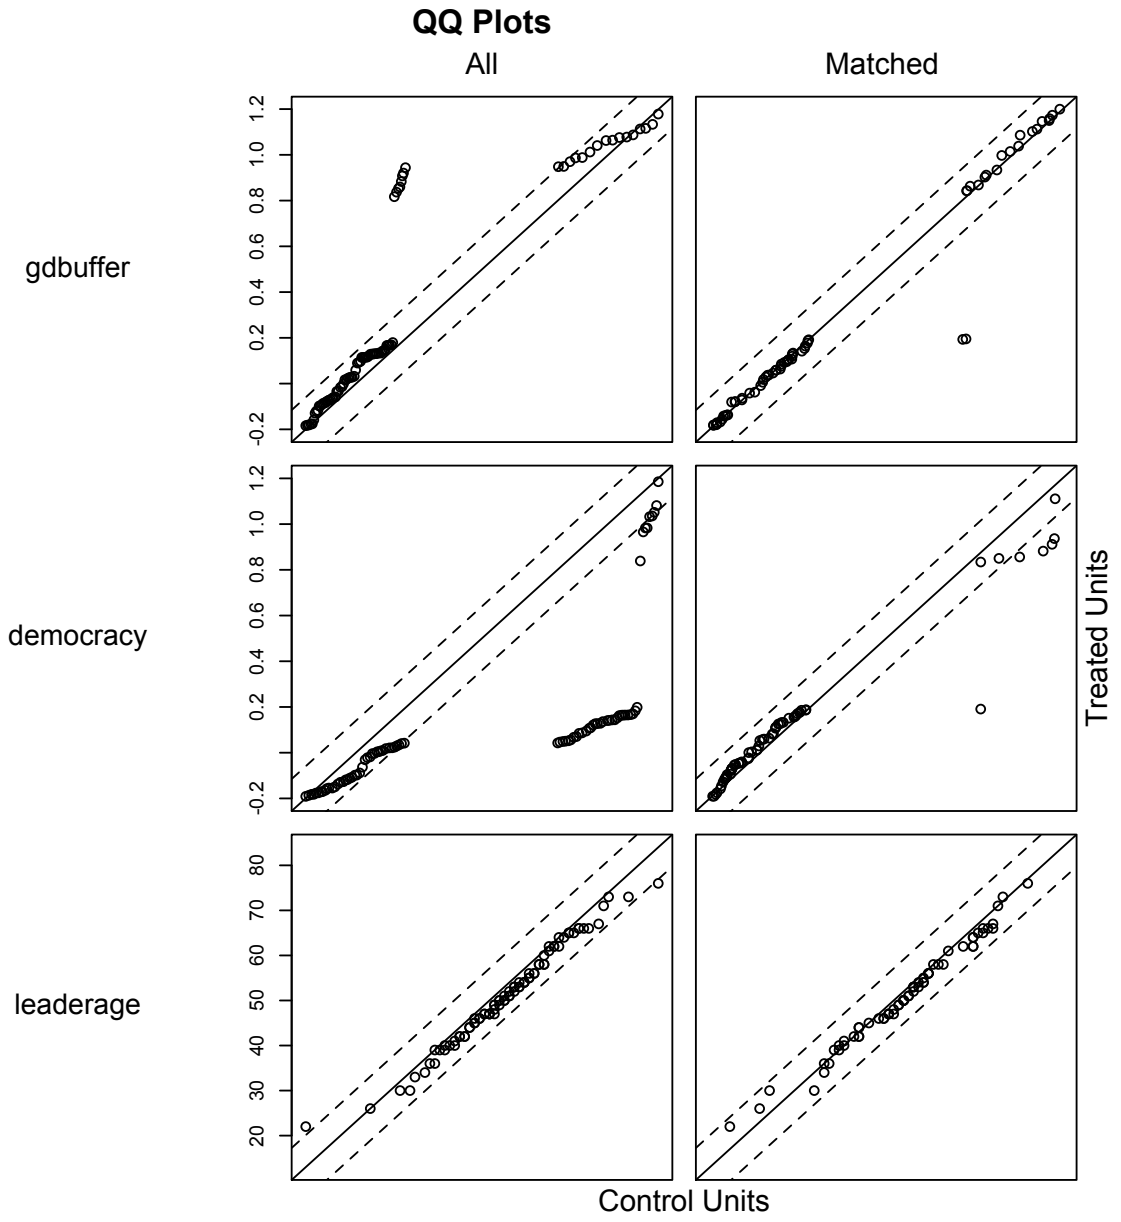 QQ Plots
All Matched
gdbuffer
-0.2 0.2 0.4 0.6 0.8 1.0 1.2
democracy
-0.2 0.2 0.4 0.6 0.8 1.0 1.2
Treated Units
leaderage
20 30 40 50 60 70 80
Control Units